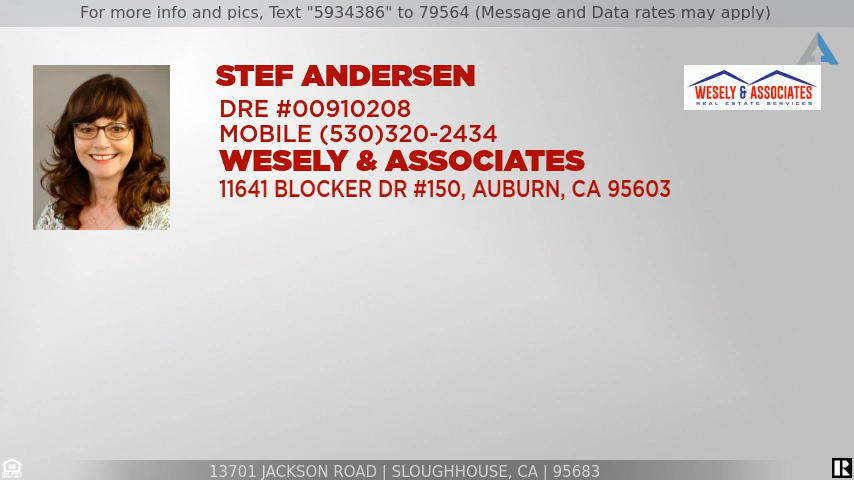 For more info and pics, Text "5934386" to 79564 (Message and Data rates may apply)
STEF ANDERSEN
DRE #00910208
MOBILE (530)320-2434
WESELY & ASSOCIATES
11641 BLOCKER DR #150, AUBURN, CA 95603
WESELY & ASSOCIATES
REAL ESTATE SERVICES
13701 JACKSON ROAD | SLOUGHHOUSE, CA | 95683